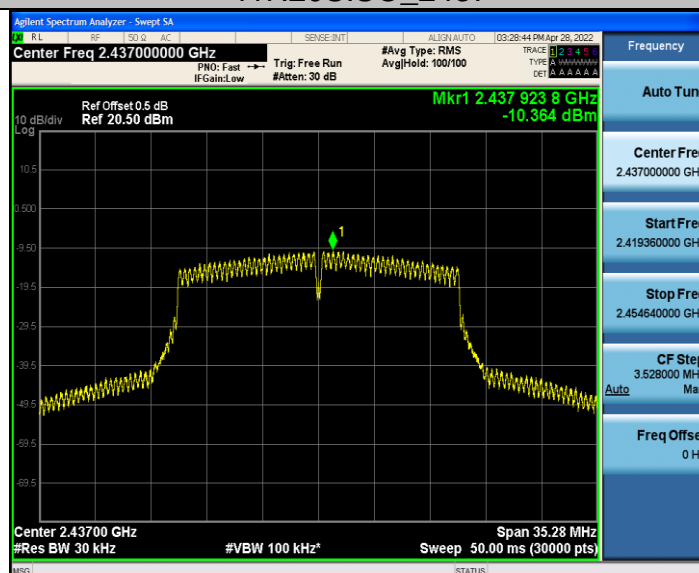 Agilent Spectrum Analyzer - Swept SA
RL RF 50 Ω AC SENSE:INT ALIGN AUTO 03:28:44 PM Apr 28, 2022
Center Freq 2.437000000 GHz
PNO: Fast
IFGain:Low
Trig: Free Run
#Atten: 30 dB
#Avg Type: RMS
Avg|Hold: 100/100
TRACE 1 2 3 4 5 6
TYPE A
DET A A A A A A
Ref Offset 0.5 dB
10 dB/div Ref 20.50 dBm
Log
Mkr1 2.437 923 8 GHz
-10.364 dBm
10.5
0.500
-9.50
-19.5
-29.5
-39.5
-49.5
-59.5
-69.5
1
Center 2.43700 GHz
Span 35.28 MHz
#Res BW 30 kHz
#VBW 100 kHz*
Sweep 50.00 ms (30000 pts)
MSG STATUS
Frequency
Auto Tun
Center Fre
2.437000000 GH
Start Fre
2.419360000 GH
Stop Fre
2.454640000 GH
CF Step
3.528000 MH
Auto Ma
Freq Offse
0 H